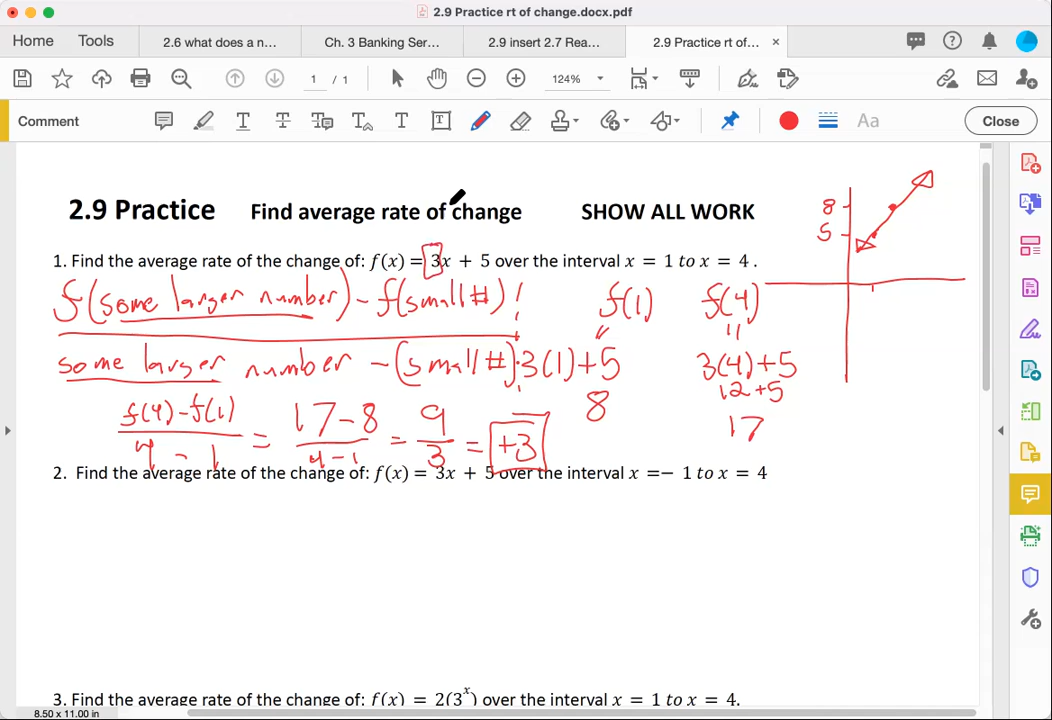 2.9 Practice rt of change.docx.pdf
Home Tools 2.6 what does a n... Ch. 3 Banking Ser... 2.9 insert 2.7 Rea... 2.9 Practice rt of... ×
1 / 1 124%
Comment Aa Close
2.9 Practice Find average rate of change SHOW ALL WORK
8
5
1. Find the average rate of the change of: f(x) = 3x + 5 over the interval x = 1 to x = 4 .
f(some larger number) - f(small #) f(1) f(4)
some larger number - (small #) 3(1)+5 3(4)+5
12+5
f(4)-f(1) 17-8 9 8
= = = +3 17
4 - 1 4-1 3
2. Find the average rate of the change of: f(x) = 3x + 5 over the interval x =− 1 to x = 4
3. Find the average rate of the change of: f(x) = 2(3ˣ) over the interval x = 1 to x = 4.
8.50 x 11.00 in